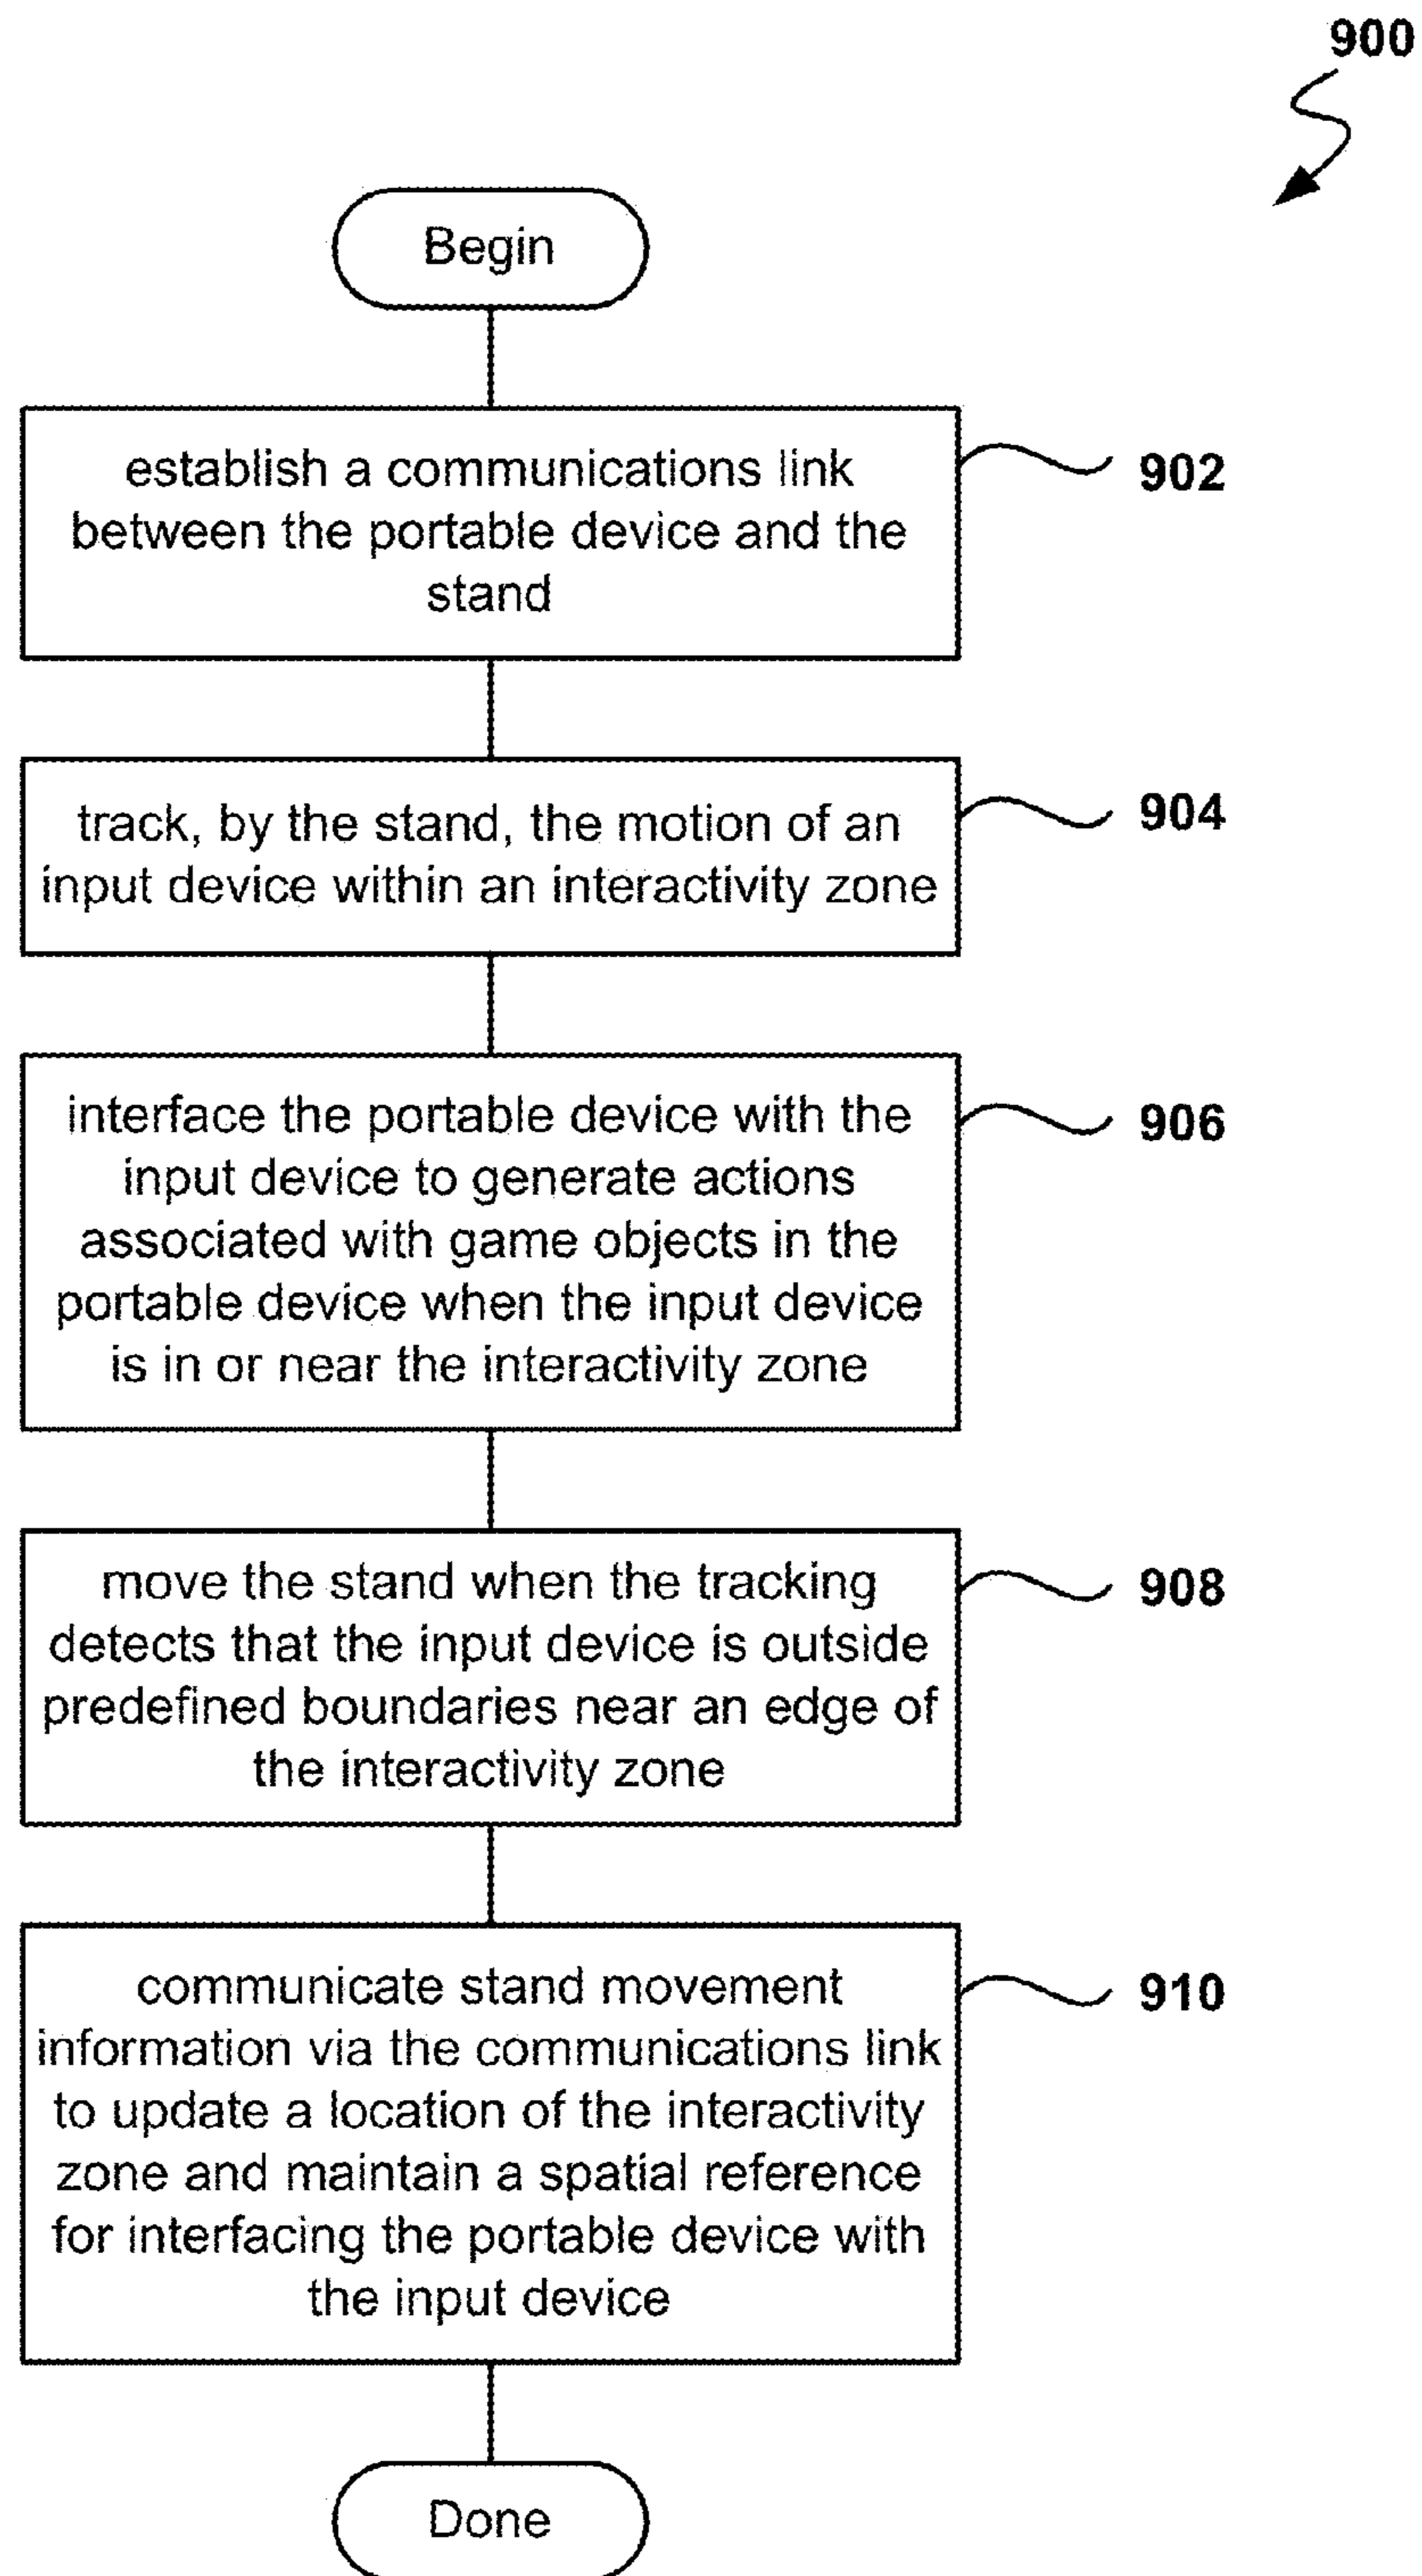 900
Begin
establish a communications link
between the portable device and the
stand
902
track, by the stand, the motion of an
input device within an interactivity zone
904
interface the portable device with the
input device to generate actions
associated with game objects in the
portable device when the input device
is in or near the interactivity zone
906
move the stand when the tracking
detects that the input device is outside
predefined boundaries near an edge of
the interactivity zone
908
communicate stand movement
information via the communications link
to update a location of the interactivity
zone and maintain a spatial reference
for interfacing the portable device with
the input device
910
Done